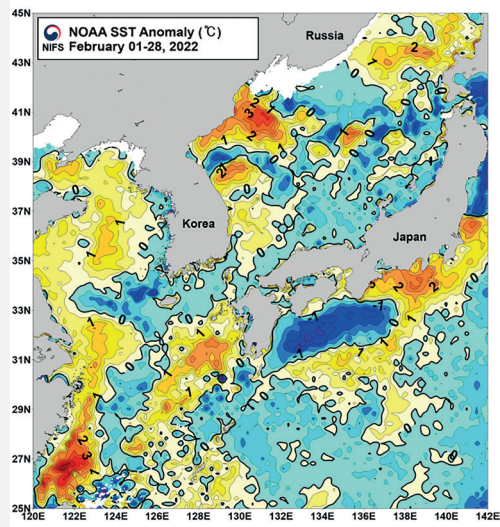 NOAA SST Anomaly (℃)
NIFS February 01-28, 2022
Russia
Korea
Japan
45N
43N
41N
39N
37N
35N
33N
31N
29N
27N
25N
120E 122E 124E 126E 128E 130E 132E 134E 136E 138E 140E 142E